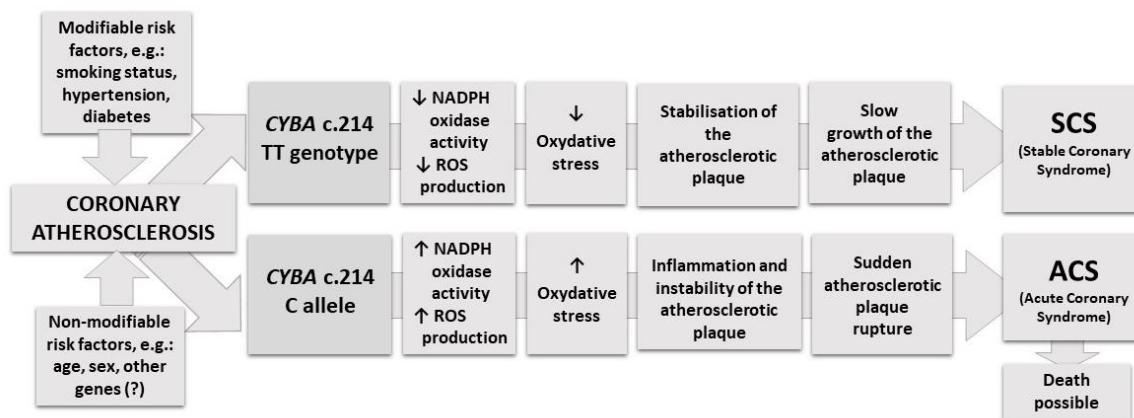 Modifiable risk
factors, e.g.:
smoking status,
hypertension,
diabetes
CORONARY
ATHEROSCLEROSIS
Non-modifiable
risk factors, e.g.:
age, sex, other
genes (?)
CYBA c.214
TT genotype
↓ NADPH
oxidase
activity
↓ ROS
production
↓
Oxydative
stress
Stabilisation of
the
atherosclerotic
plaque
Slow
growth of the
atherosclerotic
plaque
SCS
(Stable Coronary
Syndrome)
CYBA c.214
C allele
↑ NADPH
oxidase
activity
↑ ROS
production
↑
Oxydative
stress
Inflammation and
instability of the
atherosclerotic
plaque
Sudden
atherosclerotic
plaque
rupture
ACS
(Acute Coronary
Syndrome)
Death
possible